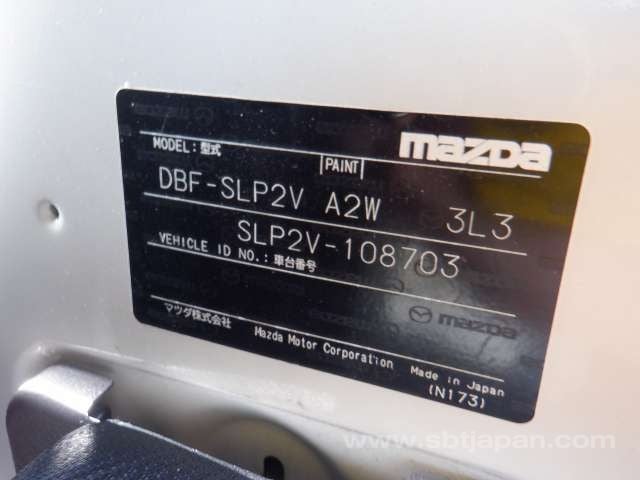 mazda
MODEL: 型式
PAINT
DBF-SLP2V A2W 3L3
SLP2V-108703
VEHICLE ID NO.: 車台番号
mazda
マツダ株式会社 Mazda Motor Corporation Made in Japan
(N173)
www.sbtjapan.com